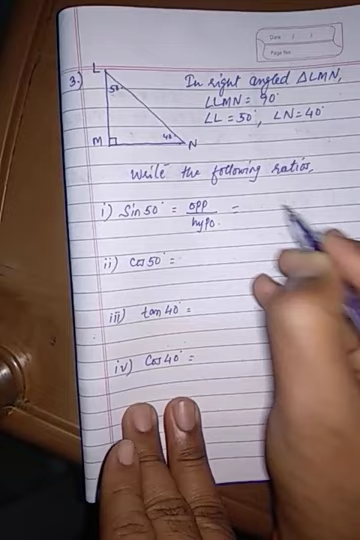 Date : / /
Page No:
3.) L In right angled △LMN,
50° ∠LMN = 90°
∠L = 50°, ∠N = 40°
M 40° N
Write the following ratios.
i) Sin 50° = opp/hypo. =
ii) Cos 50° =
iii) tan 40° =
iv) Cos 40° =